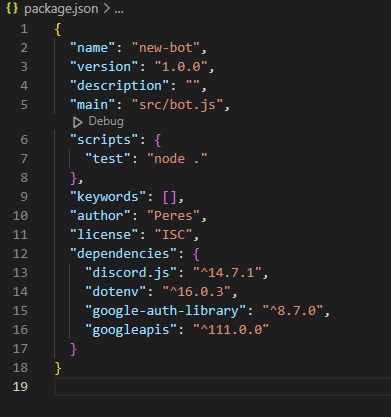 {} package.json > ...
1 {
2 "name": "new-bot",
3 "version": "1.0.0",
4 "description": "",
5 "main": "src/bot.js",
Debug
6 "scripts": {
7 "test": "node ."
8 },
9 "keywords": [],
10 "author": "Peres",
11 "license": "ISC",
12 "dependencies": {
13 "discord.js": "^14.7.1",
14 "dotenv": "^16.0.3",
15 "google-auth-library": "^8.7.0",
16 "googleapis": "^111.0.0"
17 }
18 }
19